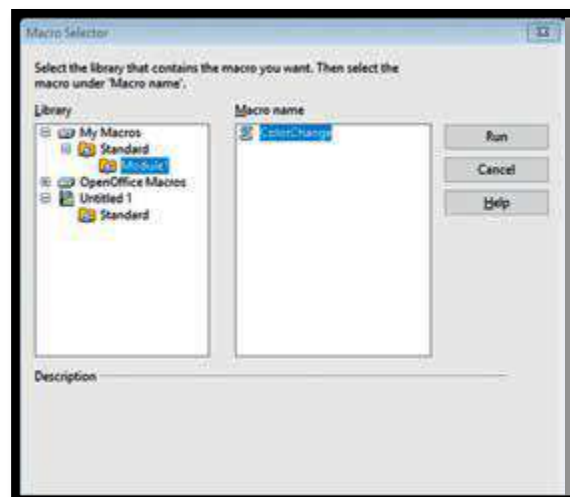 Macro Selector
Select the library that contains the macro you want. Then select the
macro under 'Macro name'.
Library
Macro name
My Macros
Standard
Module1
OpenOffice Macros
Untitled 1
Standard
ColorChange
Run
Cancel
Help
Description